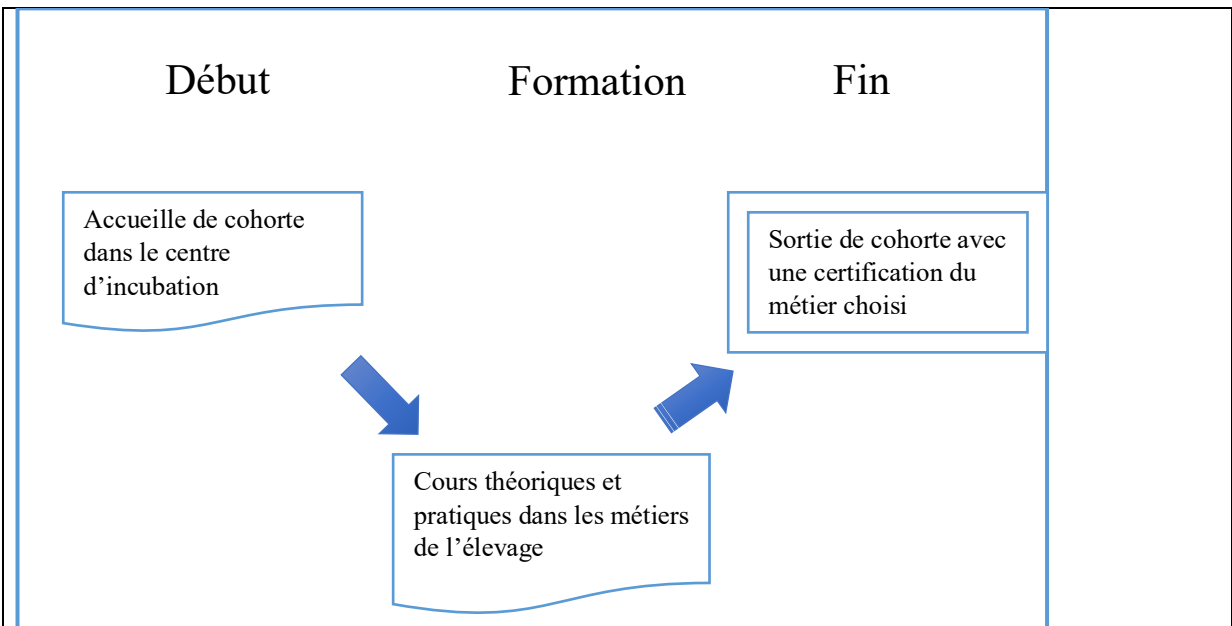 Début
Formation
Fin
Accueille de cohorte
dans le centre
d’incubation
Sortie de cohorte avec
une certification du
métier choisi
Cours théoriques et
pratiques dans les métiers
de l’élevage